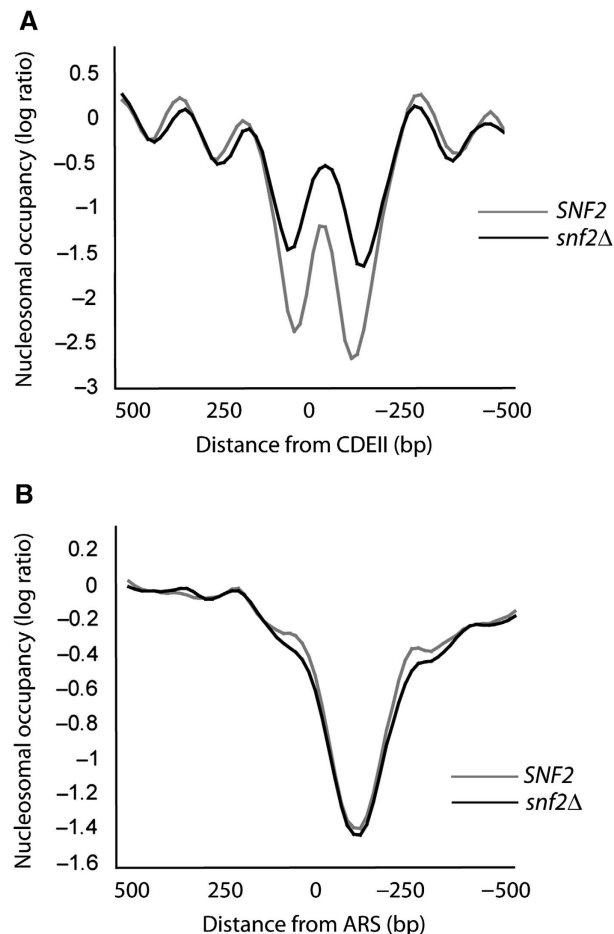 A
Nucleosomal occupancy (log ratio)
0.5
0
−0.5
−1
−1.5
−2
−2.5
−3
500 250 0 −250 −500
Distance from CDEII (bp)
SNF2
snf2Δ
B
Nucleosomal occupancy (log ratio)
0.2
0
−0.2
−0.4
−0.6
−0.8
−1
−1.2
−1.4
−1.6
500 250 0 −250 −500
Distance from ARS (bp)
SNF2
snf2Δ